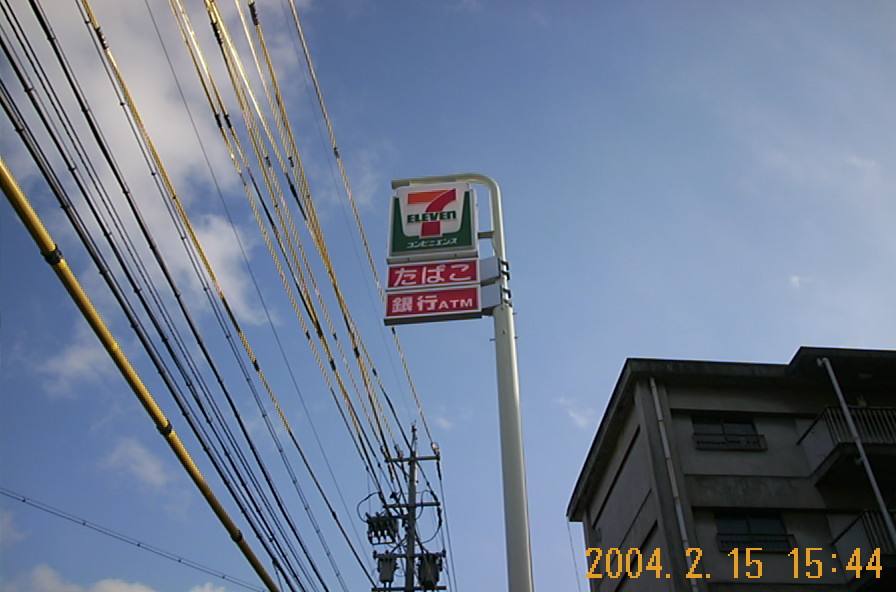 7
ELEVEN
コンビニエンス
たばこ
銀行ATM
2004. 2. 15 15:44